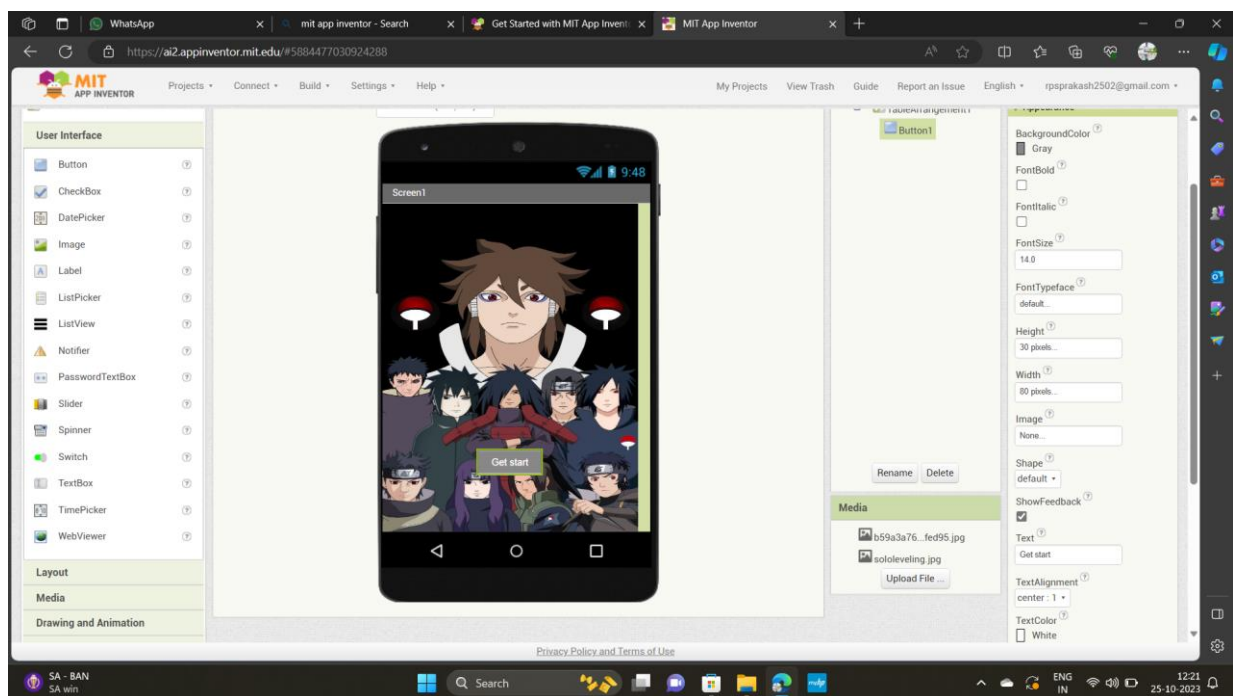 WhatsApp
mit app inventor - Search
Get Started with MIT App Invento
MIT App Inventor
https://ai2.appinventor.mit.edu/#5884477030924288
MIT
APP INVENTOR
Projects
Connect
Build
Settings
Help
My Projects
View Trash
Guide
Report an Issue
English
rpsprakash2502@gmail.com
User Interface
Button
CheckBox
DatePicker
Image
Label
ListPicker
ListView
Notifier
PasswordTextBox
Slider
Spinner
Switch
TextBox
TimePicker
WebViewer
Layout
Media
Drawing and Animation
9:48
Screen1
Get start
TableArrangement1
Button1
Rename
Delete
Media
b59a3a76...fed95.jpg
sololeveling.jpg
Upload File ...
Appearance
BackgroundColor
Gray
FontBold
FontItalic
FontSize
14.0
FontTypeface
default...
Height
30 pixels...
Width
80 pixels...
Image
None...
Shape
default
ShowFeedback
Text
Get start
TextAlignment
center : 1
TextColor
White
Privacy Policy and Terms of Use
SA - BAN
SA win
Search
ENG
IN
12:21
25-10-2023